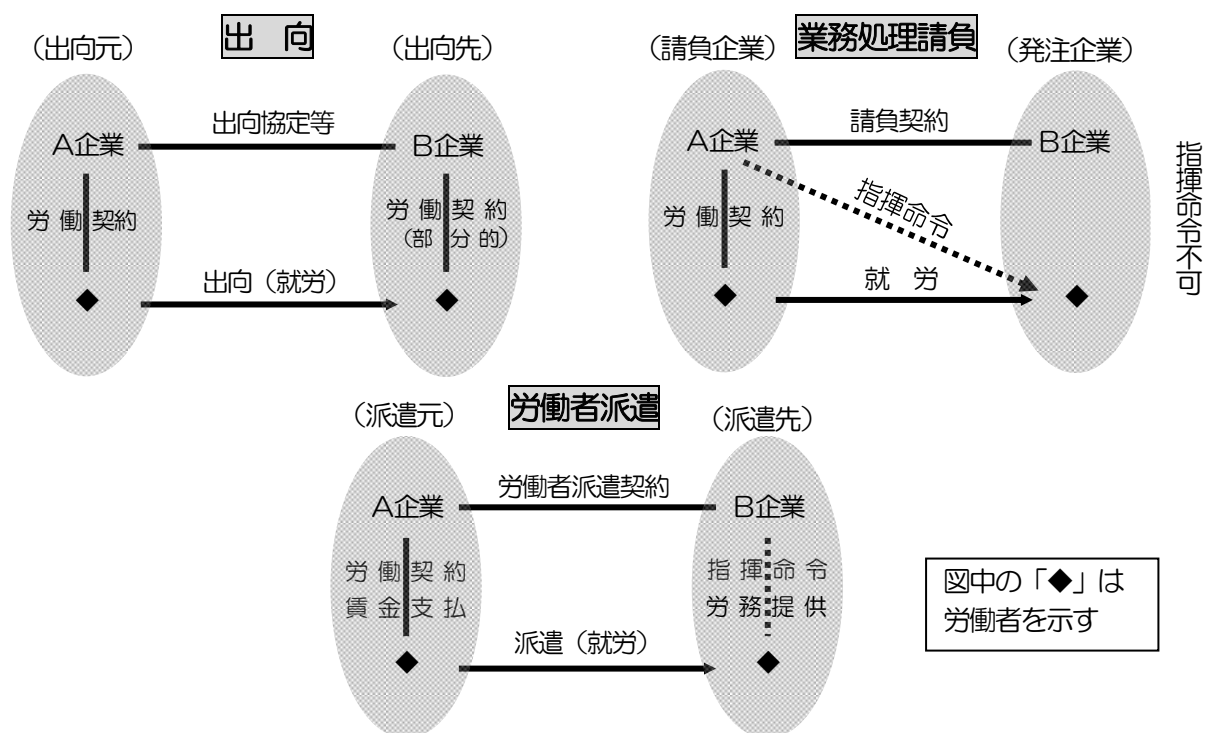 出 向
(出向元)
(出向先)
A企業
出向協定等
B企業
労働契約
労働契約
(部分的)
出向(就労)
◆
◆
業務処理請負
(請負企業)
(発注企業)
A企業
請負契約
B企業
指揮命令
労働契約
就 労
◆
◆
指揮命令不可
労働者派遣
(派遣元)
(派遣先)
A企業
労働者派遣契約
B企業
労働契約
賃金支払
指揮命令
労務提供
派遣(就労)
◆
◆
図中の「◆」は
労働者を示す